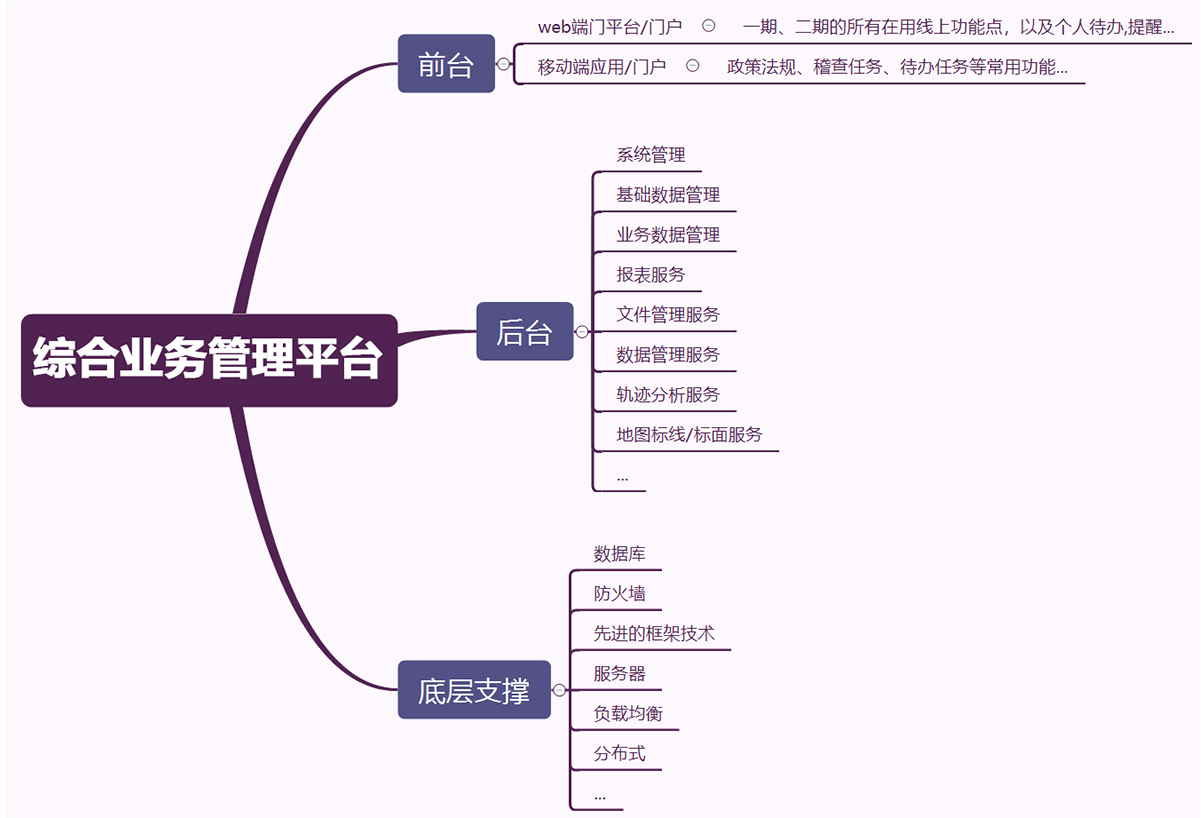 web端门平台/门户
一期、二期的所有在用线上功能点，以及个人待办,提醒...
前台
移动端应用/门户
政策法规、稽查任务、待办任务等常用功能...
系统管理
基础数据管理
业务数据管理
报表服务
文件管理服务
后台
综合业务管理平台
数据管理服务
轨迹分析服务
地图标线/标面服务
...
数据库
防火墙
先进的框架技术
服务器
底层支撑
负载均衡
分布式
...